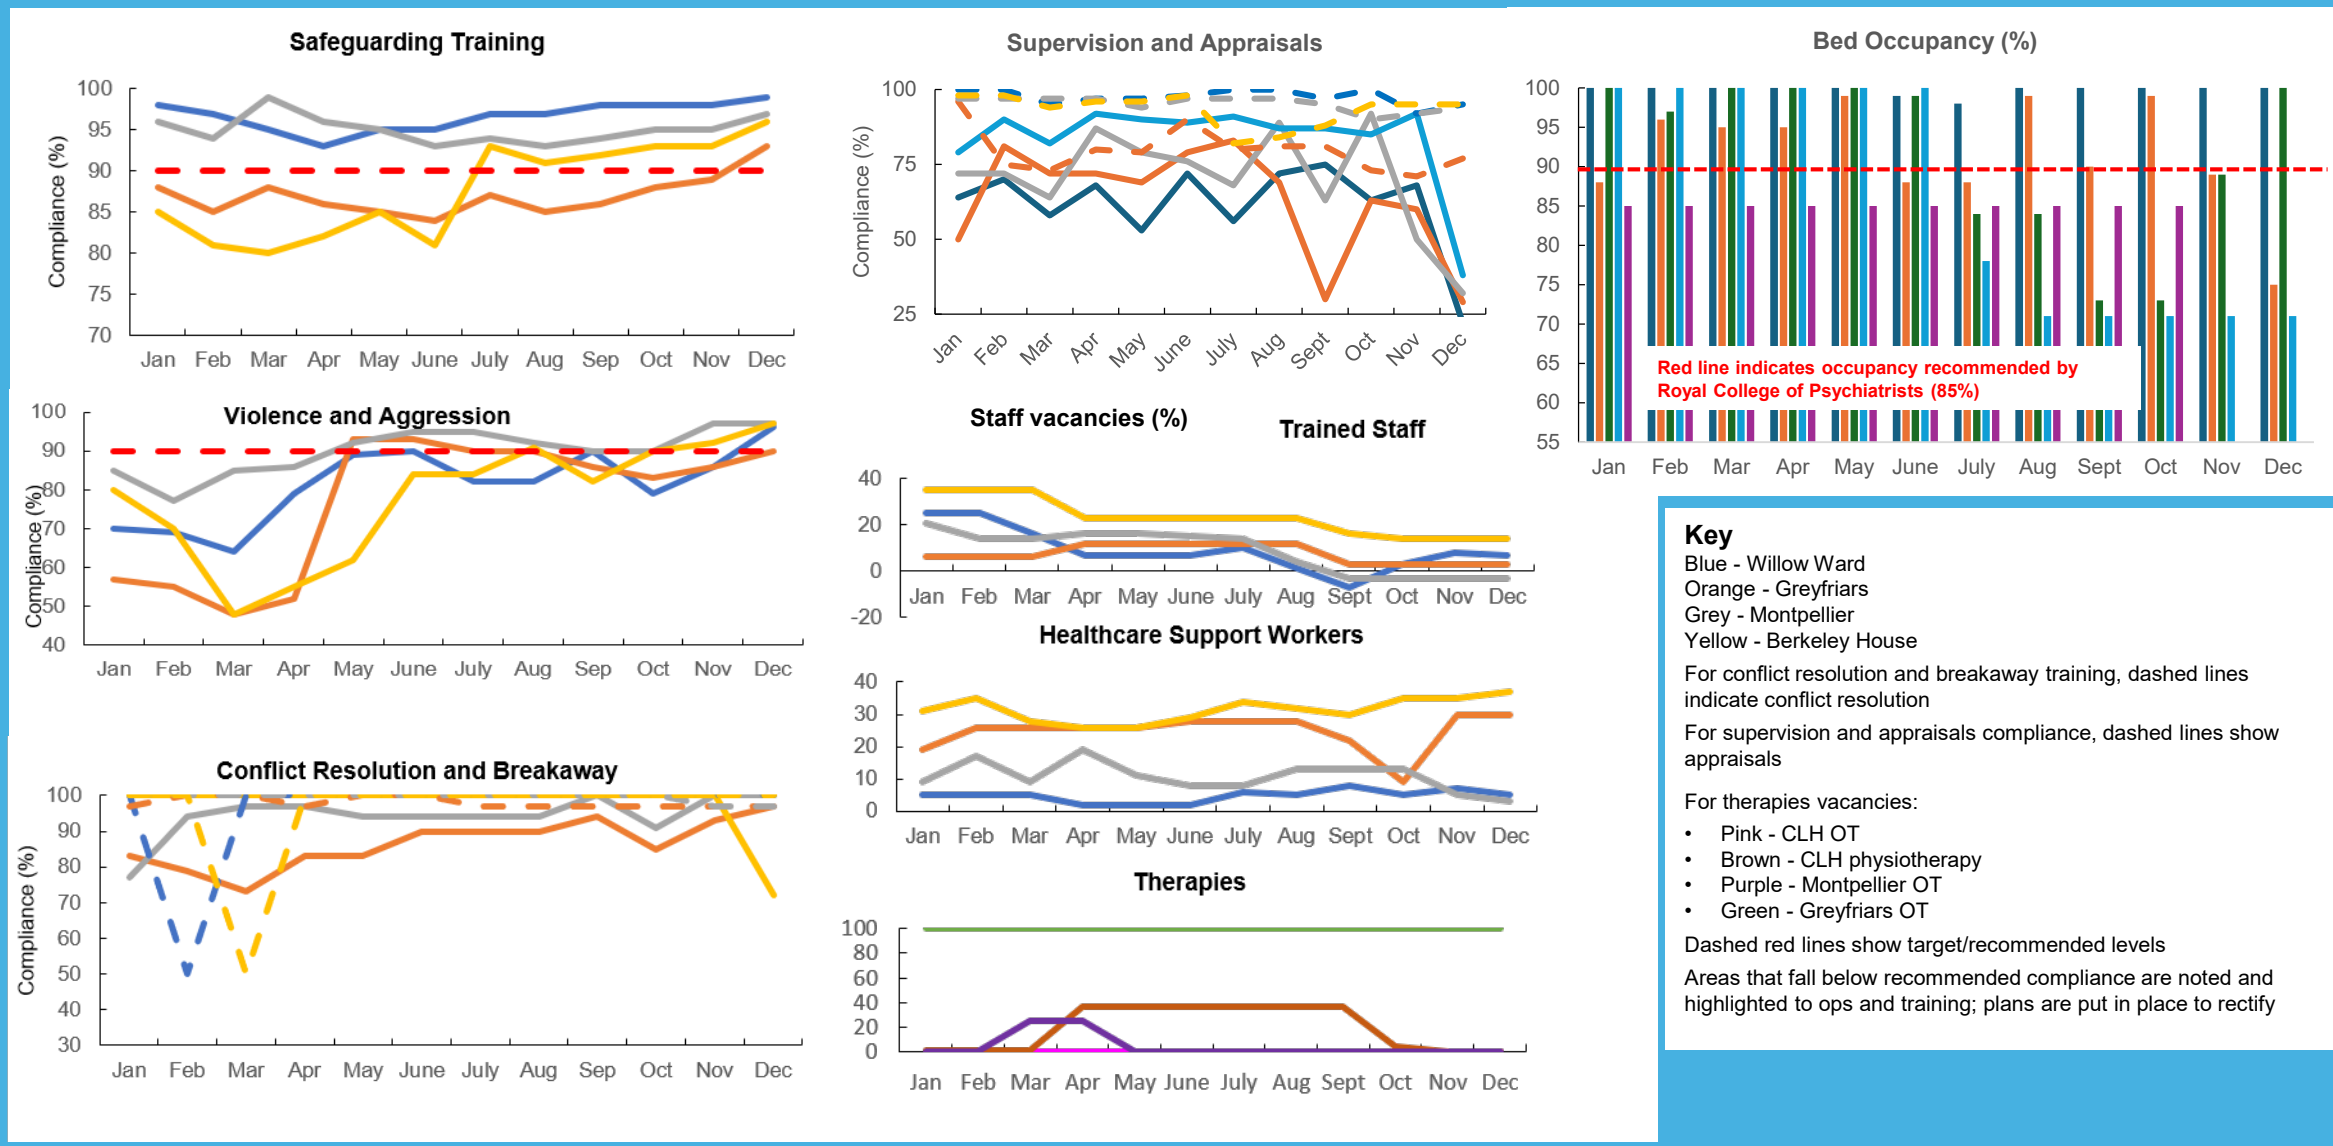 Safeguarding Training
Compliance (%)
100
95
90
85
80
75
70
Jan Feb Mar Apr May June July Aug Sep Oct Nov Dec
Violence and Aggression
Compliance (%)
100
90
80
70
60
50
40
Jan Feb Mar Apr May June July Aug Sep Oct Nov Dec
Conflict Resolution and Breakaway
Compliance (%)
100
90
80
70
60
50
40
30
Jan Feb Mar Apr May June July Aug Sep Oct Nov Dec
Supervision and Appraisals
Compliance (%)
100
75
50
25
Jan Feb Mar Apr May June July Aug Sept Oct Nov Dec
Staff vacancies (%)
Trained Staff
40
20
0
-20
Jan Feb Mar Apr May June July Aug Sept Oct Nov Dec
Healthcare Support Workers
40
30
20
10
0
Jan Feb Mar Apr May June July Aug Sept Oct Nov Dec
Therapies
100
80
60
40
20
0
Jan Feb Mar Apr May June July Aug Sept Oct Nov Dec
Bed Occupancy (%)
100
95
90
85
80
75
70
65
60
55
Red line indicates occupancy recommended by
Royal College of Psychiatrists (85%)
Jan Feb Mar Apr May June July Aug Sept Oct Nov Dec
Key
Blue - Willow Ward
Orange - Greyfriars
Grey - Montpellier
Yellow - Berkeley House
For conflict resolution and breakaway training, dashed lines
indicate conflict resolution
For supervision and appraisals compliance, dashed lines show
appraisals
For therapies vacancies:
• Pink - CLH OT
• Brown - CLH physiotherapy
• Purple - Montpellier OT
• Green - Greyfriars OT
Dashed red lines show target/recommended levels
Areas that fall below recommended compliance are noted and
highlighted to ops and training; plans are put in place to rectify